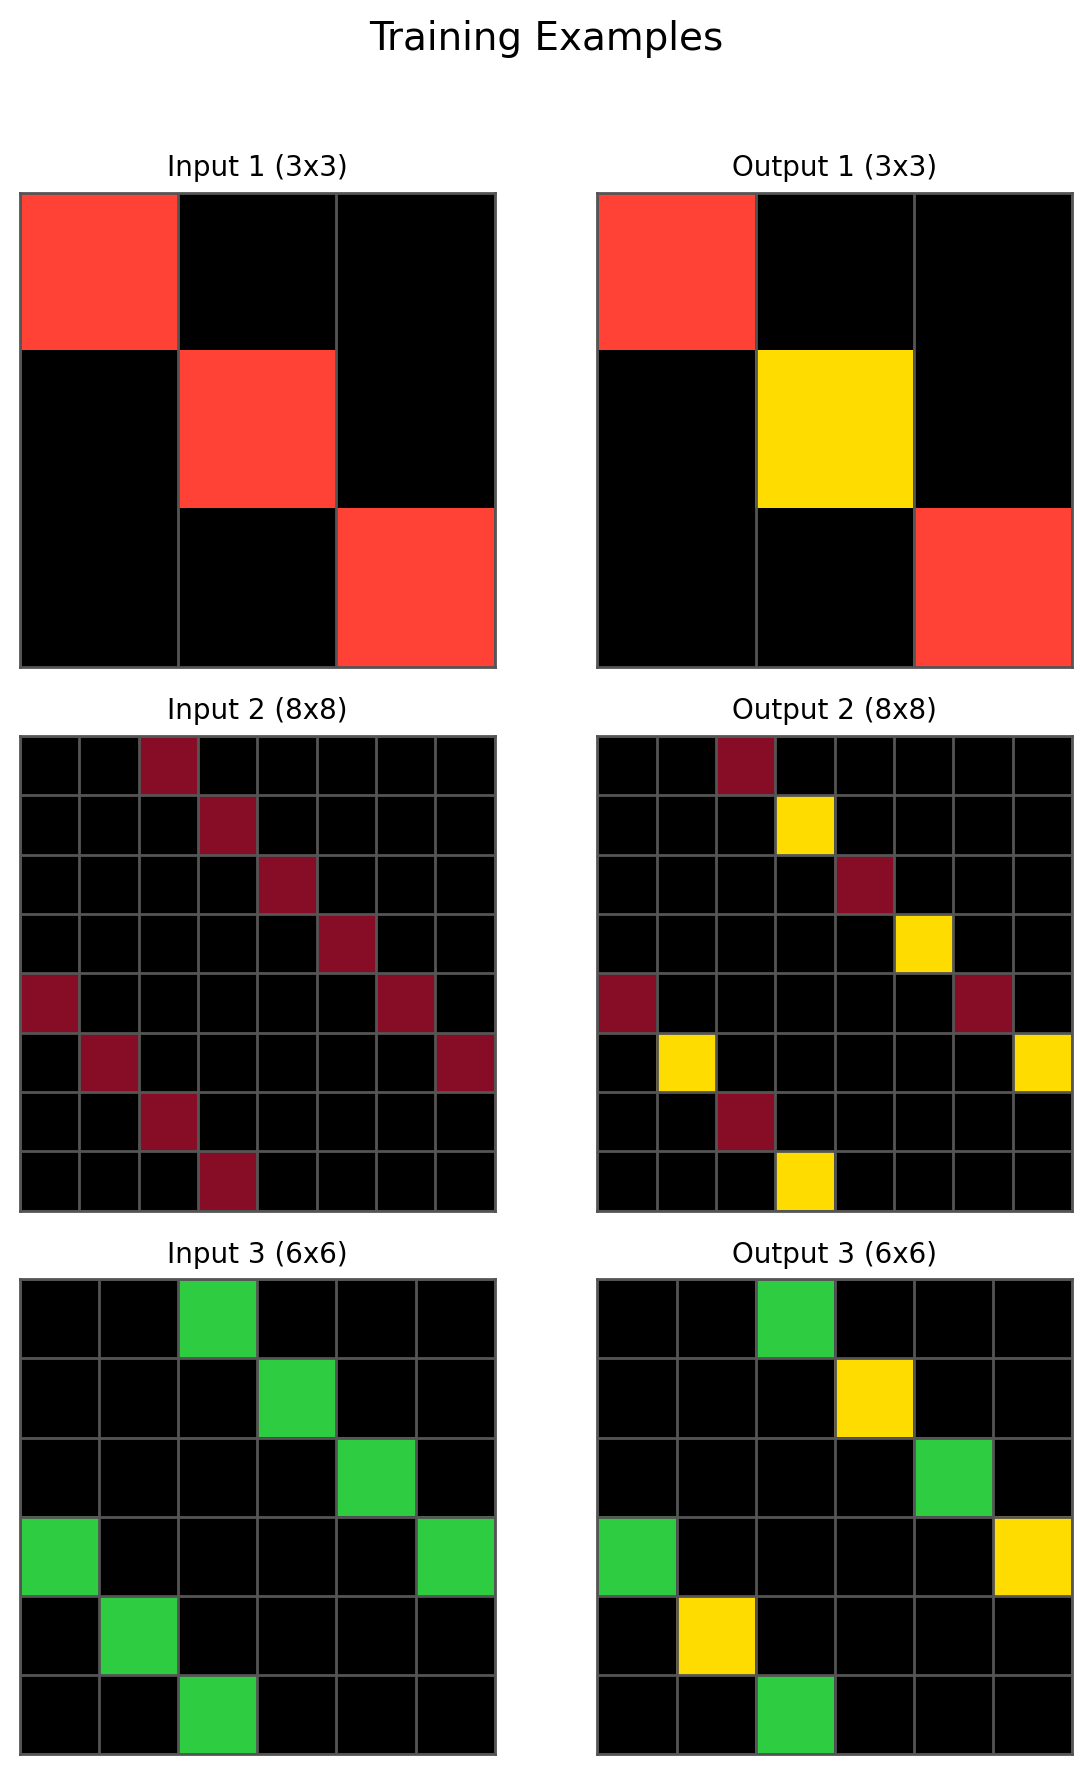 Training Examples
Input 1 (3x3)
Output 1 (3x3)
Input 2 (8x8)
Output 2 (8x8)
Input 3 (6x6)
Output 3 (6x6)